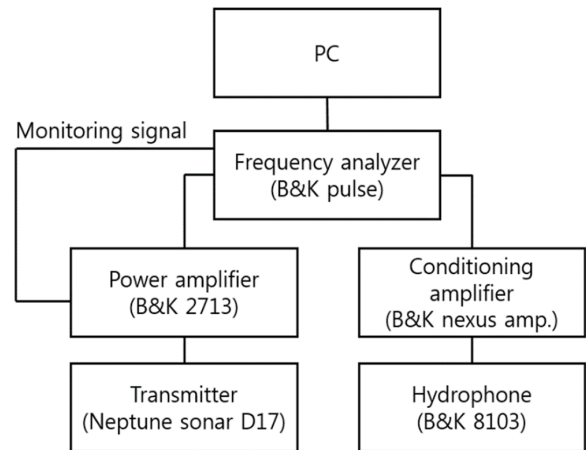 PC
Monitoring signal
Frequency analyzer
(B&K pulse)
Power amplifier
(B&K 2713)
Conditioning
amplifier
(B&K nexus amp.)
Transmitter
(Neptune sonar D17)
Hydrophone
(B&K 8103)